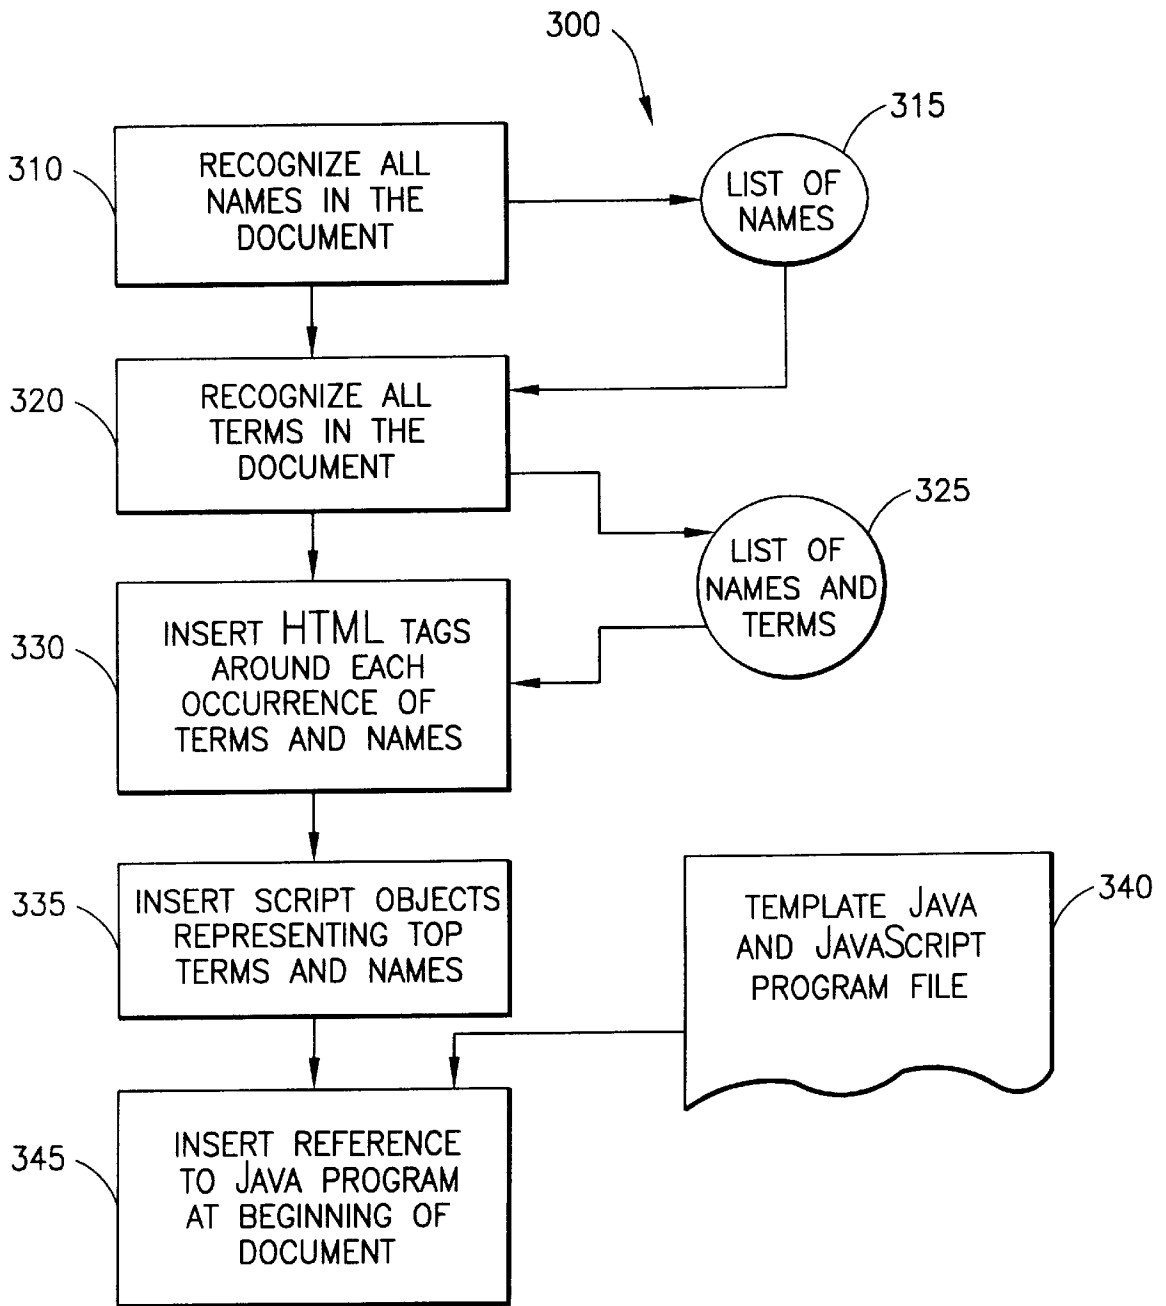 300
315
310
RECOGNIZE ALL
NAMES IN THE
DOCUMENT
LIST OF
NAMES
320
RECOGNIZE ALL
TERMS IN THE
DOCUMENT
325
LIST OF
NAMES AND
TERMS
330
INSERT HTML TAGS
AROUND EACH
OCCURRENCE OF
TERMS AND NAMES
335
INSERT SCRIPT OBJECTS
REPRESENTING TOP
TERMS AND NAMES
340
TEMPLATE JAVA
AND JAVASCRIPT
PROGRAM FILE
345
INSERT REFERENCE
TO JAVA PROGRAM
AT BEGINNING OF
DOCUMENT